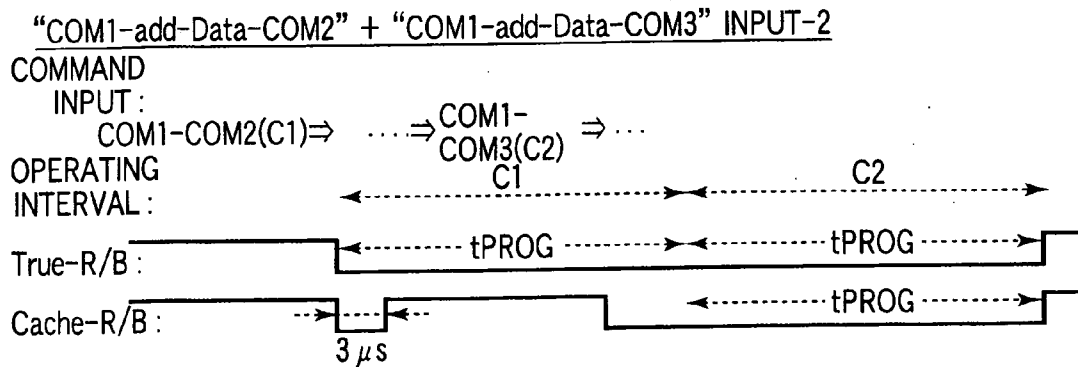 “COM1-add-Data-COM2” + “COM1-add-Data-COM3” INPUT-2
COMMAND
INPUT :
COM1-COM2(C1)⇒ ····⇒ COM1-
COM3(C2) ⇒ ···
OPERATING
INTERVAL :
C1 C2
True-R/B : tPROG tPROG
Cache-R/B : tPROG
3 μs